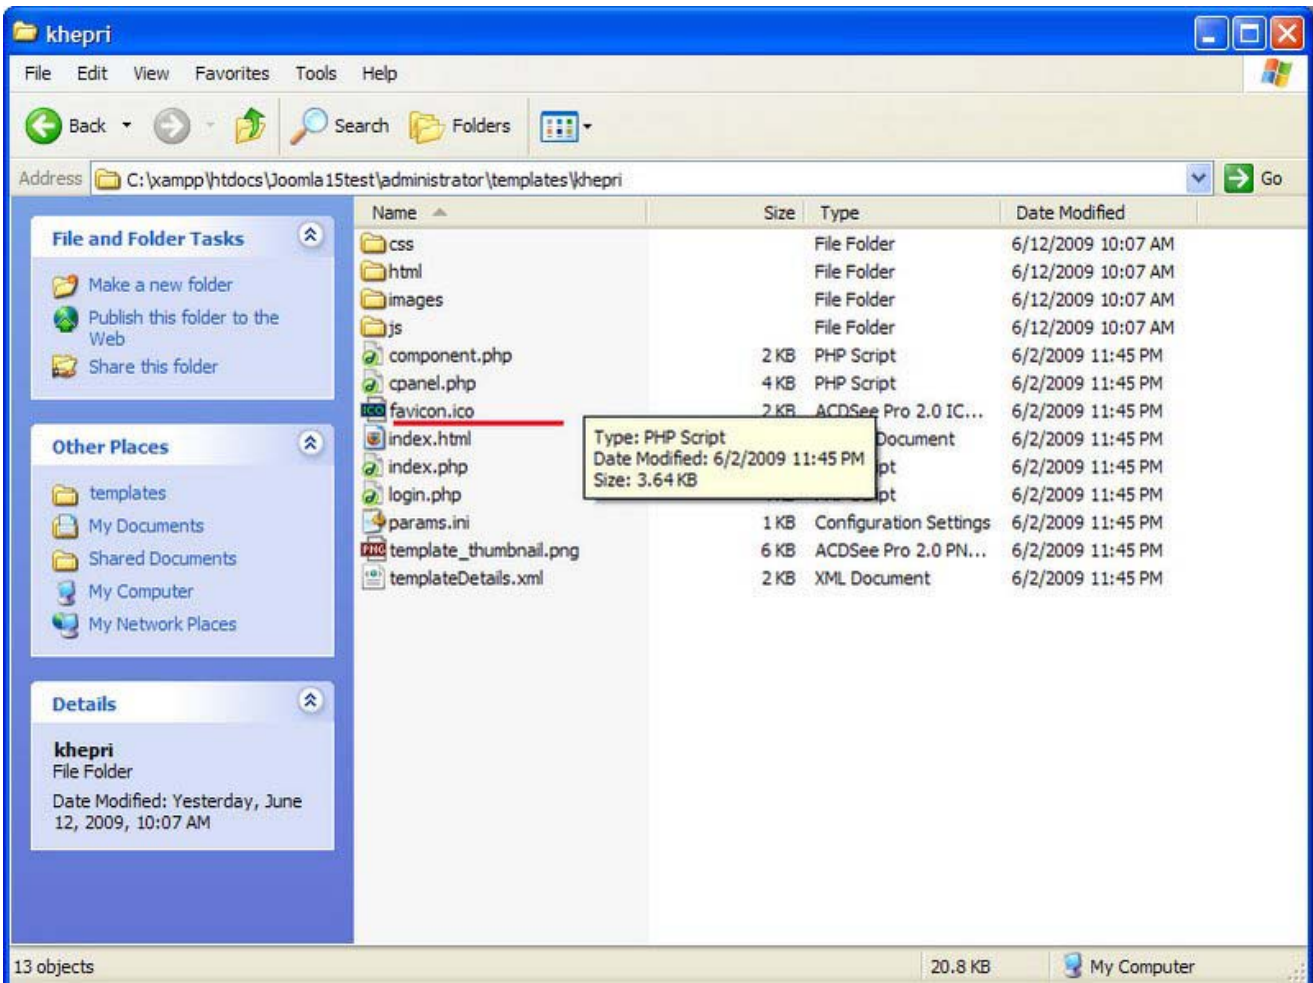 khepri
File Edit View Favorites Tools Help
Back Search Folders
Address C:\xampp\htdocs\Joomla15test\administrator\templates\khepri Go
File and Folder Tasks
Make a new folder
Publish this folder to the
Web
Share this folder
Other Places
templates
My Documents
Shared Documents
My Computer
My Network Places
Details
khepri
File Folder
Date Modified: Yesterday, June
12, 2009, 10:07 AM
Name Size Type Date Modified
css File Folder 6/12/2009 10:07 AM
html File Folder 6/12/2009 10:07 AM
images File Folder 6/12/2009 10:07 AM
js File Folder 6/12/2009 10:07 AM
component.php 2 KB PHP Script 6/2/2009 11:45 PM
cpanel.php 4 KB PHP Script 6/2/2009 11:45 PM
ICO favicon.ico 2 KB ACDSee Pro 2.0 IC... 6/2/2009 11:45 PM
index.html Document 6/2/2009 11:45 PM
index.php 6/2/2009 11:45 PM
login.php 6/2/2009 11:45 PM
params.ini 1 KB Configuration Settings 6/2/2009 11:45 PM
PNG template_thumbnail.png 6 KB ACDSee Pro 2.0 PN... 6/2/2009 11:45 PM
templateDetails.xml 2 KB XML Document 6/2/2009 11:45 PM
Type: PHP Script
Date Modified: 6/2/2009 11:45 PM
Size: 3.64 KB
13 objects 20.8 KB My Computer